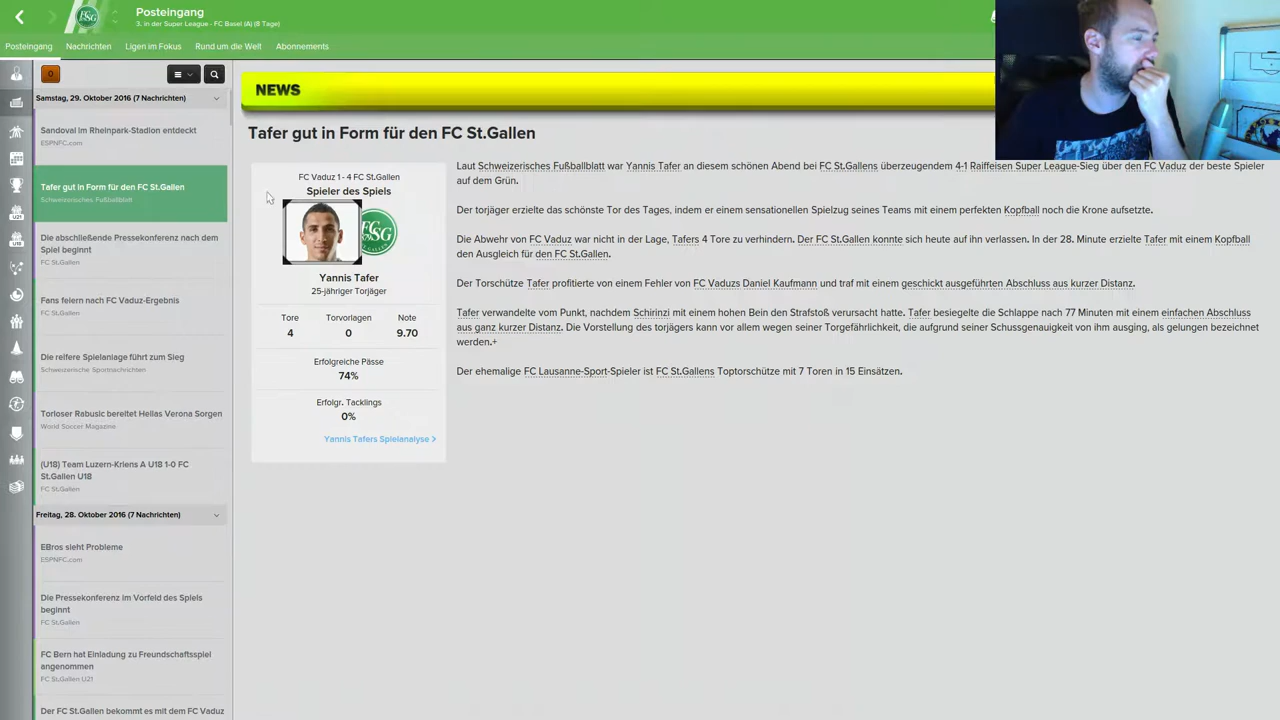 Posteingang
3. in der Super League - FC Basel (A) (8 Tage)
Posteingang
Nachrichten
Ligen im Fokus
Rund um die Welt
Abonnements
0
Samstag, 29. Oktober 2016 (7 Nachrichten)
Sandoval im Rheinpark-Stadion entdeckt
ESPNFC.com
Tafer gut in Form für den FC St.Gallen
Schweizerisches Fußballblatt
Die abschließende Pressekonferenz nach dem
Spiel beginnt
FC St.Gallen
Fans feiern nach FC Vaduz-Ergebnis
FC St.Gallen
Die reifere Spielanlage führt zum Sieg
Schweizerische Sportnachrichten
Torloser Rabusic bereitet Hellas Verona Sorgen
World Soccer Magazine
(U18) Team Luzern-Kriens A U18 1-0 FC
St.Gallen U18
FC St.Gallen
Freitag, 28. Oktober 2016 (7 Nachrichten)
EBros sieht Probleme
ESPNFC.com
Die Pressekonferenz im Vorfeld des Spiels
beginnt
FC St.Gallen
FC Bern hat Einladung zu Freundschaftsspiel
angenommen
FC St.Gallen U21
Der FC St.Gallen bekommt es mit dem FC Vaduz
U21
U18
NEWS
Tafer gut in Form für den FC St.Gallen
FC Vaduz 1 - 4 FC St.Gallen
Spieler des Spiels
Yannis Tafer
25-jähriger Torjäger
Tore Torvorlagen Note
4 0 9.70
Erfolgreiche Pässe
74%
Erfolgr. Tacklings
0%
Yannis Tafers Spielanalyse >
Laut Schweizerisches Fußballblatt war Yannis Tafer an diesem schönen Abend bei FC St.Gallens überzeugendem 4-1 Raiffeisen Super League-Sieg über den FC Vaduz der beste Spieler
auf dem Grün.
Der torjäger erzielte das schönste Tor des Tages, indem er einem sensationellen Spielzug seines Teams mit einem perfekten Kopfball noch die Krone aufsetzte.
Die Abwehr von FC Vaduz war nicht in der Lage, Tafers 4 Tore zu verhindern. Der FC St.Gallen konnte sich heute auf ihn verlassen. In der 28. Minute erzielte Tafer mit einem Kopfball
den Ausgleich für den FC St.Gallen.
Der Torschütze Tafer profitierte von einem Fehler von FC Vaduzs Daniel Kaufmann und traf mit einem geschickt ausgeführten Abschluss aus kurzer Distanz.
Tafer verwandelte vom Punkt, nachdem Schirinzi mit einem hohen Bein den Strafstoß verursacht hatte. Tafer besiegelte die Schlappe nach 77 Minuten mit einem einfachen Abschluss
aus ganz kurzer Distanz. Die Vorstellung des torjägers kann vor allem wegen seiner Torgefährlichkeit, die aufgrund seiner Schussgenauigkeit von ihm ausging, als gelungen bezeichnet
werden.+
Der ehemalige FC Lausanne-Sport-Spieler ist FC St.Gallens Toptorschütze mit 7 Toren in 15 Einsätzen.